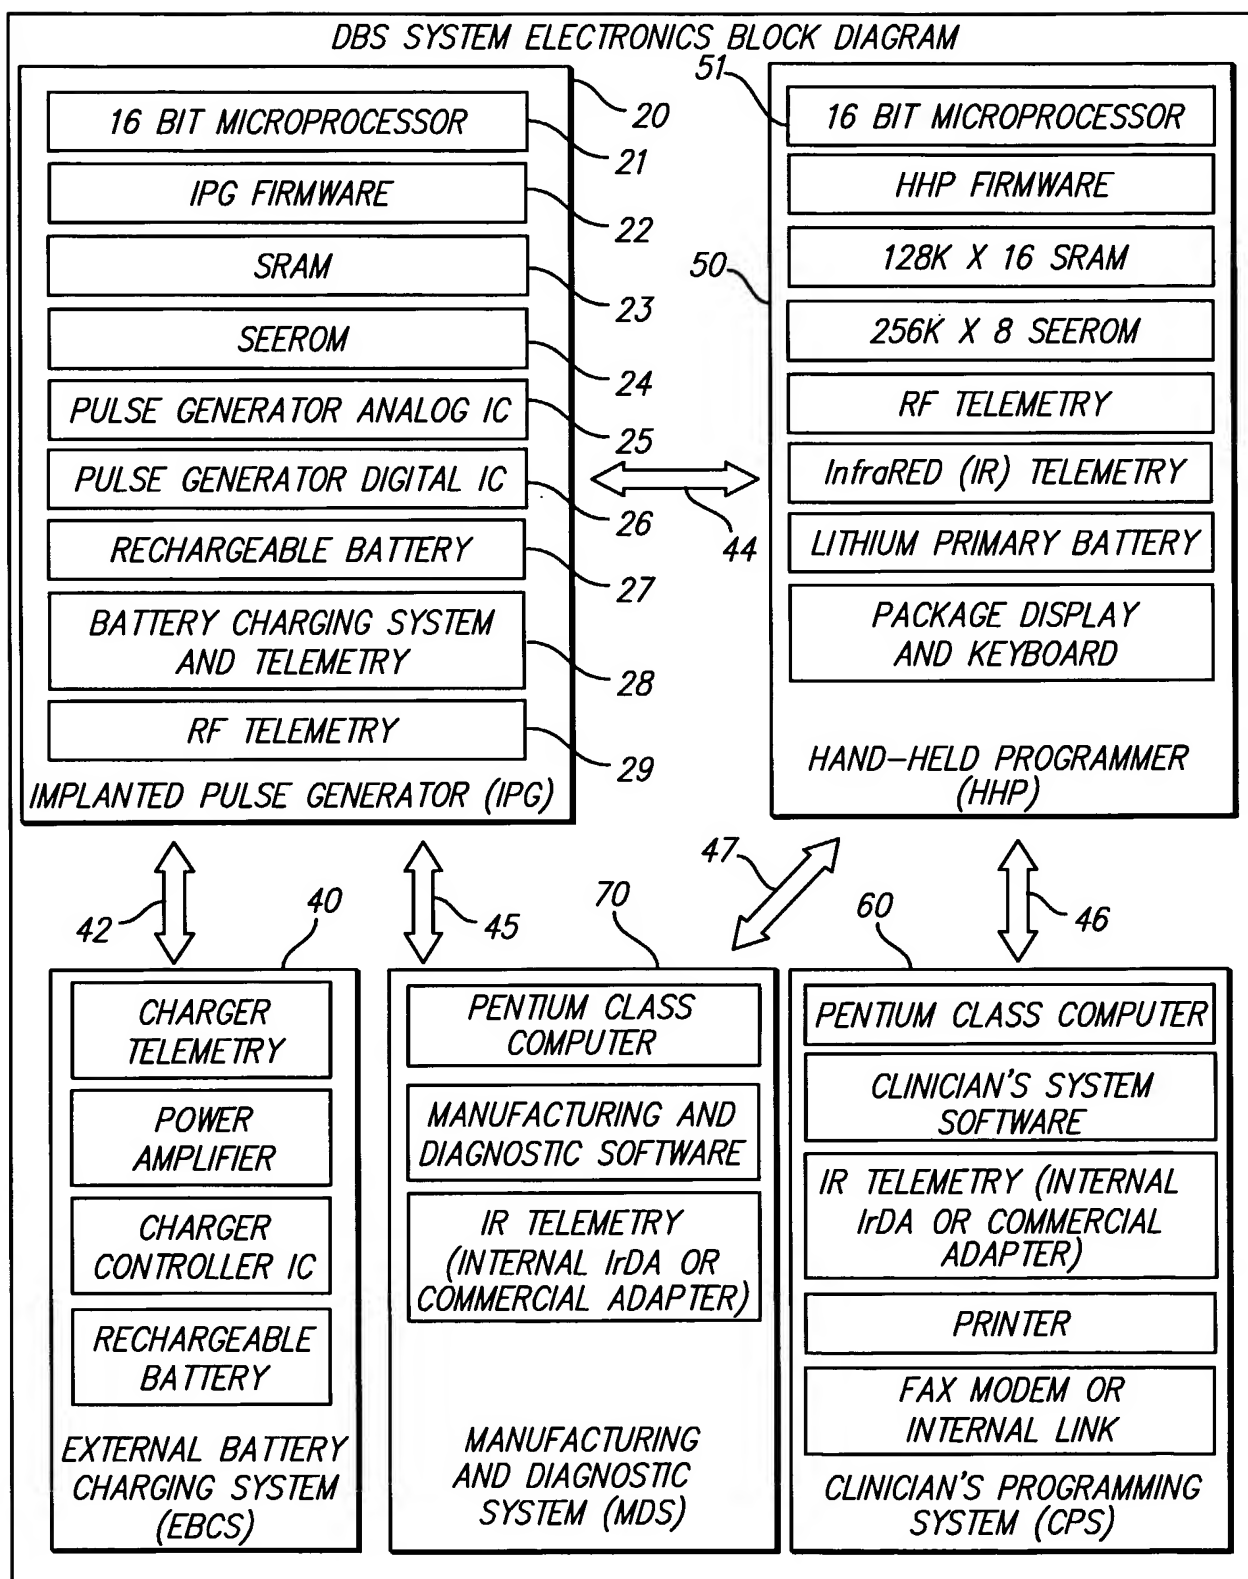 DBS SYSTEM ELECTRONICS BLOCK DIAGRAM
16 BIT MICROPROCESSOR
IPG FIRMWARE
SRAM
SEEROM
PULSE GENERATOR ANALOG IC
PULSE GENERATOR DIGITAL IC
RECHARGEABLE BATTERY
BATTERY CHARGING SYSTEM
AND TELEMETRY
RF TELEMETRY
IMPLANTED PULSE GENERATOR (IPG)
20
21
22
23
24
25
26
27
28
29
44
51
50
16 BIT MICROPROCESSOR
HHP FIRMWARE
128K X 16 SRAM
256K X 8 SEEROM
RF TELEMETRY
InfraRED (IR) TELEMETRY
LITHIUM PRIMARY BATTERY
PACKAGE DISPLAY
AND KEYBOARD
HAND-HELD PROGRAMMER
(HHP)
42
40
45
70
47
60
46
CHARGER
TELEMETRY
POWER
AMPLIFIER
CHARGER
CONTROLLER IC
RECHARGEABLE
BATTERY
EXTERNAL BATTERY
CHARGING SYSTEM
(EBCS)
PENTIUM CLASS
COMPUTER
MANUFACTURING AND
DIAGNOSTIC SOFTWARE
IR TELEMETRY
(INTERNAL IrDA OR
COMMERCIAL ADAPTER)
MANUFACTURING
AND DIAGNOSTIC
SYSTEM (MDS)
PENTIUM CLASS COMPUTER
CLINICIAN'S SYSTEM
SOFTWARE
IR TELEMETRY (INTERNAL
IrDA OR COMMERCIAL
ADAPTER)
PRINTER
FAX MODEM OR
INTERNAL LINK
CLINICIAN'S PROGRAMMING
SYSTEM (CPS)